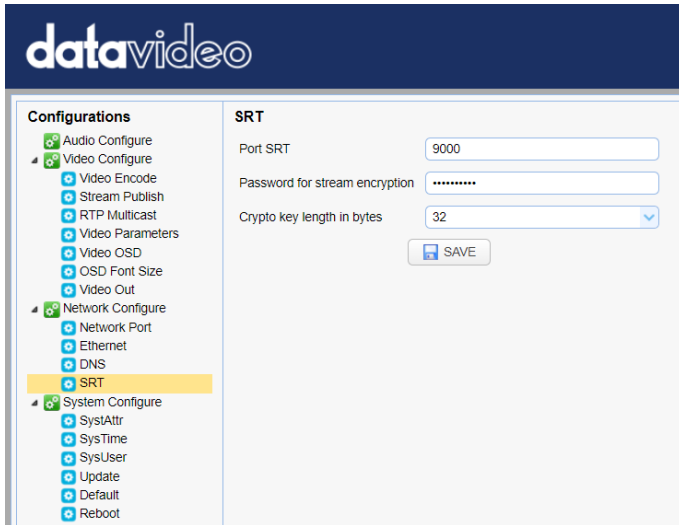 datavideo
Configurations
Audio Configure
Video Configure
Video Encode
Stream Publish
RTP Multicast
Video Parameters
Video OSD
OSD Font Size
Video Out
Network Configure
Network Port
Ethernet
DNS
SRT
System Configure
SystAttr
SysTime
SysUser
Update
Default
Reboot
SRT
Port SRT 9000
Password for stream encryption ••••••••••
Crypto key length in bytes 32
SAVE